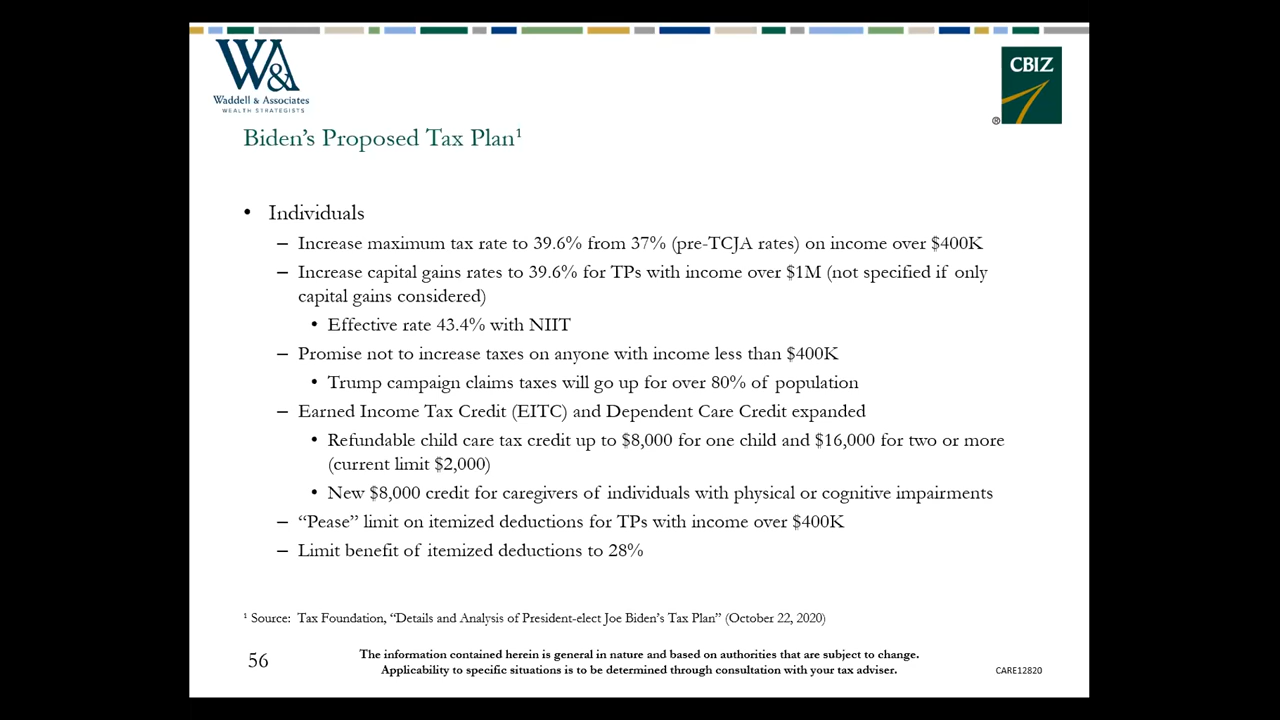 W&A
Waddell & Associates
WEALTH STRATEGISTS
CBIZ
®
Biden’s Proposed Tax Plan¹
• Individuals
– Increase maximum tax rate to 39.6% from 37% (pre-TCJA rates) on income over $400K
– Increase capital gains rates to 39.6% for TPs with income over $1M (not specified if only
capital gains considered)
• Effective rate 43.4% with NIIT
– Promise not to increase taxes on anyone with income less than $400K
• Trump campaign claims taxes will go up for over 80% of population
– Earned Income Tax Credit (EITC) and Dependent Care Credit expanded
• Refundable child care tax credit up to $8,000 for one child and $16,000 for two or more
(current limit $2,000)
• New $8,000 credit for caregivers of individuals with physical or cognitive impairments
– “Pease” limit on itemized deductions for TPs with income over $400K
– Limit benefit of itemized deductions to 28%
¹ Source: Tax Foundation, “Details and Analysis of President-elect Joe Biden’s Tax Plan” (October 22, 2020)
56
The information contained herein is general in nature and based on authorities that are subject to change.
Applicability to specific situations is to be determined through consultation with your tax adviser.
CARE12820